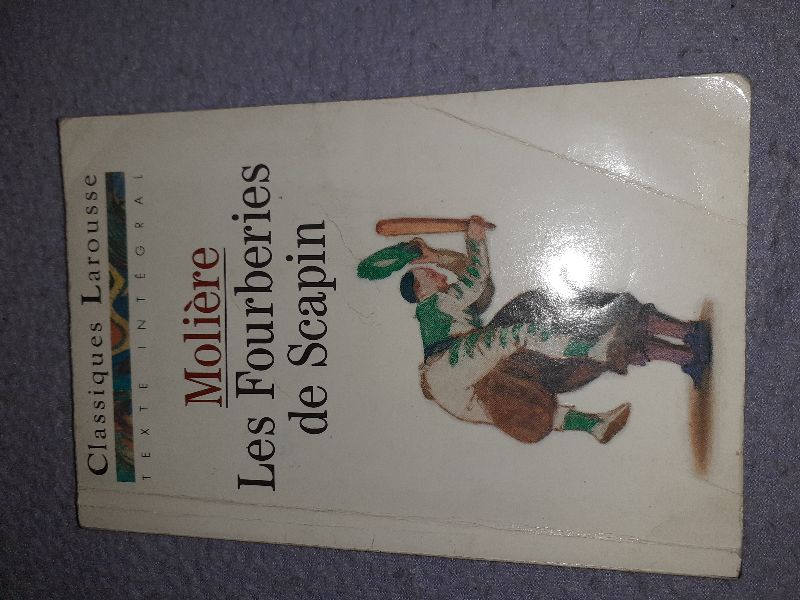 Classiques Larousse
TEXTE INTÉGRAL
Molière
Les Fourberies
de Scapin